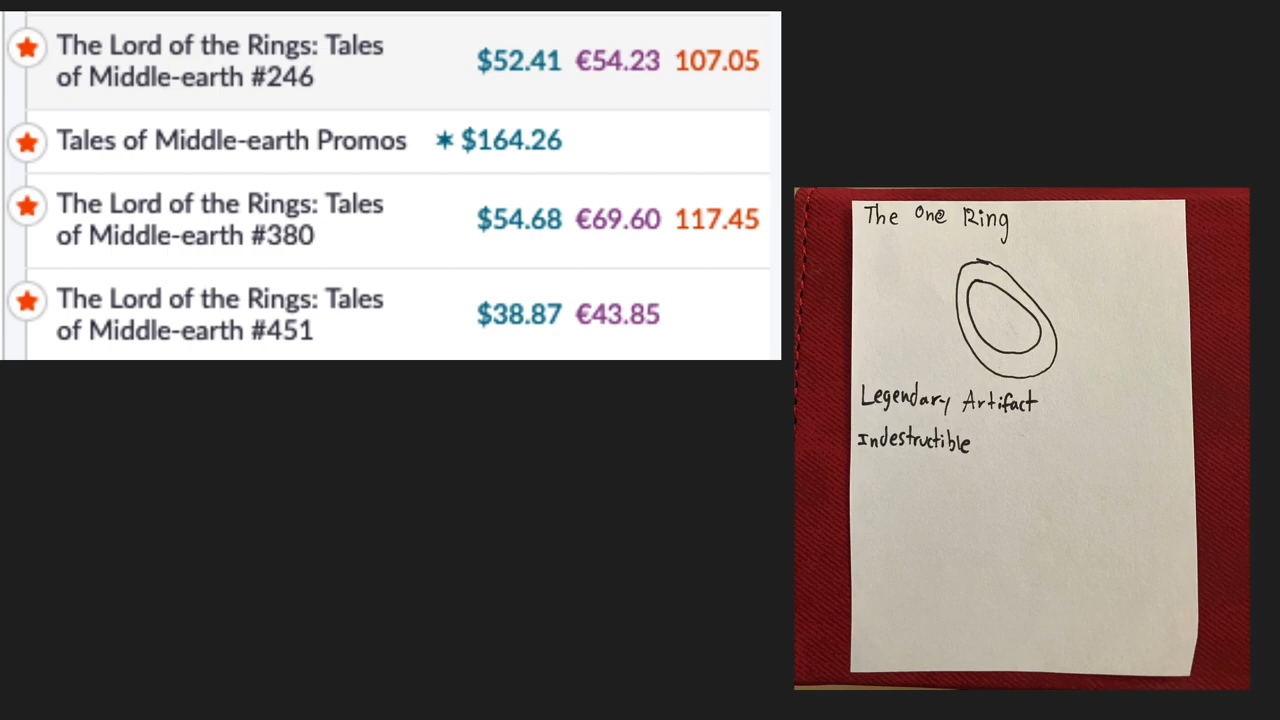 The Lord of the Rings: Tales
of Middle-earth #246
$52.41 €54.23 107.05
Tales of Middle-earth Promos
✶ $164.26
The Lord of the Rings: Tales
of Middle-earth #380
$54.68 €69.60 117.45
The Lord of the Rings: Tales
of Middle-earth #451
$38.87 €43.85
The One Ring
Legendary Artifact
Indestructible